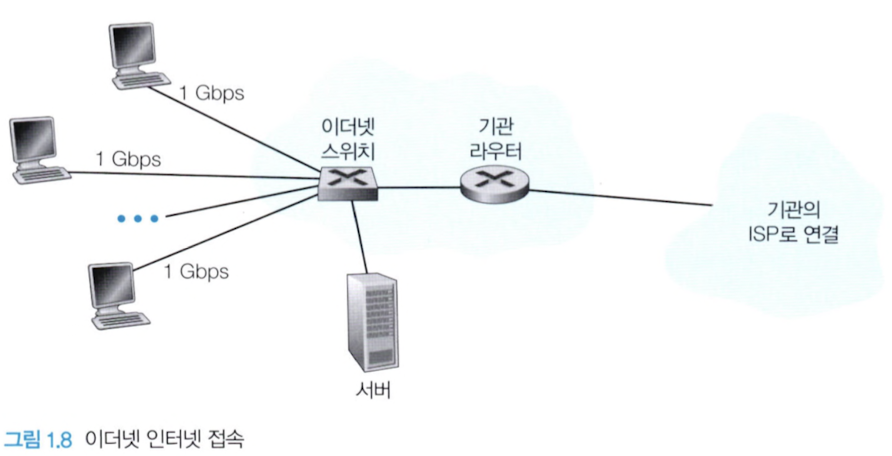 1 Gbps
이더넷
스위치
기관
라우터
1 Gbps
기관의
ISP로 연결
1 Gbps
서버
그림 1.8 이더넷 인터넷 접속